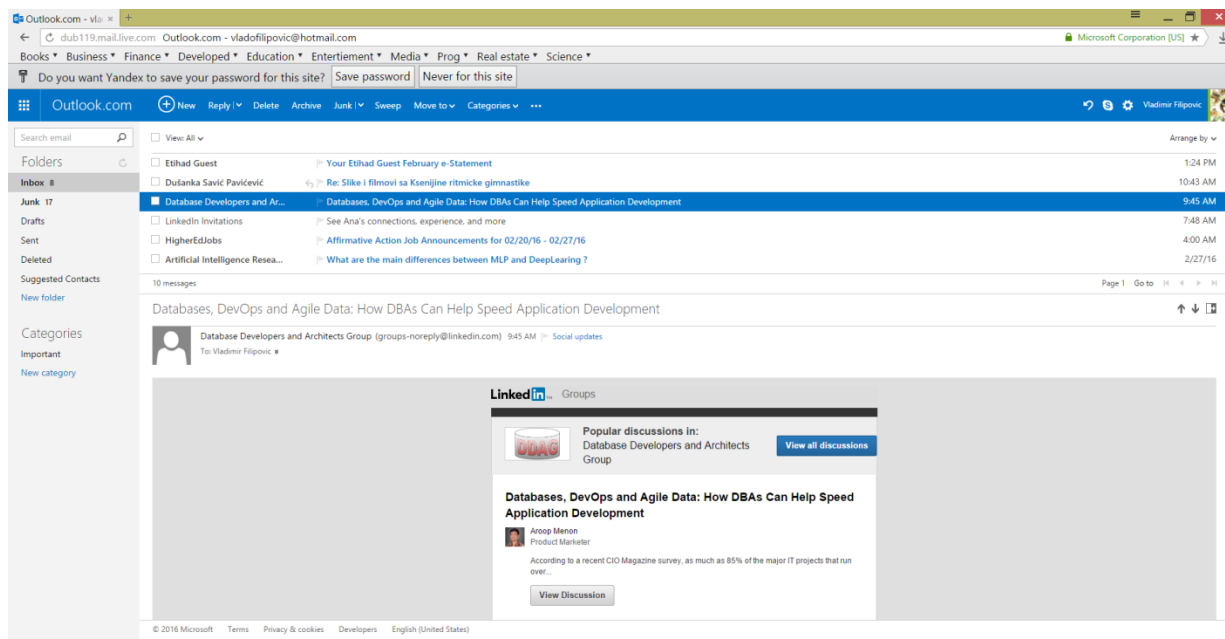 Outlook.com - vla
dub119.mail.live.com Outlook.com - vladofilipovic@hotmail.com
Microsoft Corporation [US]
Books Business Finance Developed Education Entertiement Media Prog Real estate Science
Do you want Yandex to save your password for this site? Save password Never for this site
Outlook.com New Reply Delete Archive Junk Sweep Move to Categories Vladimir Filipovic
Search email View: All Arrange by
Folders
Etihad Guest Your Etihad Guest February e-Statement 1:24 PM
Inbox 8 Dušanka Savić Pavićević Re: Slike i filmovi sa Ksenijine ritmicke gimnastike 10:43 AM
Junk 17 Database Developers and Ar... Databases, DevOps and Agile Data: How DBAs Can Help Speed Application Development 9:45 AM
Drafts LinkedIn Invitations See Ana's connections, experience, and more 7:48 AM
Sent HigherEdJobs Affirmative Action Job Announcements for 02/20/16 - 02/27/16 4:00 AM
Deleted Artificial Intelligence Resea... What are the main differences between MLP and DeepLearing ? 2/27/16
Suggested Contacts 10 messages Page 1 Go to
New folder
Databases, DevOps and Agile Data: How DBAs Can Help Speed Application Development
Categories
Important
New category
Database Developers and Architects Group (groups-noreply@linkedin.com) 9:45 AM Social updates
To: Vladimir Filipovic
Linked in Groups
Popular discussions in:
Database Developers and Architects
Group
View all discussions
DDAG
Databases, DevOps and Agile Data: How DBAs Can Help Speed
Application Development
Aroop Menon
Product Marketer
According to a recent CIO Magazine survey, as much as 85% of the major IT projects that run
over...
View Discussion
© 2016 Microsoft Terms Privacy & cookies Developers English (United States)